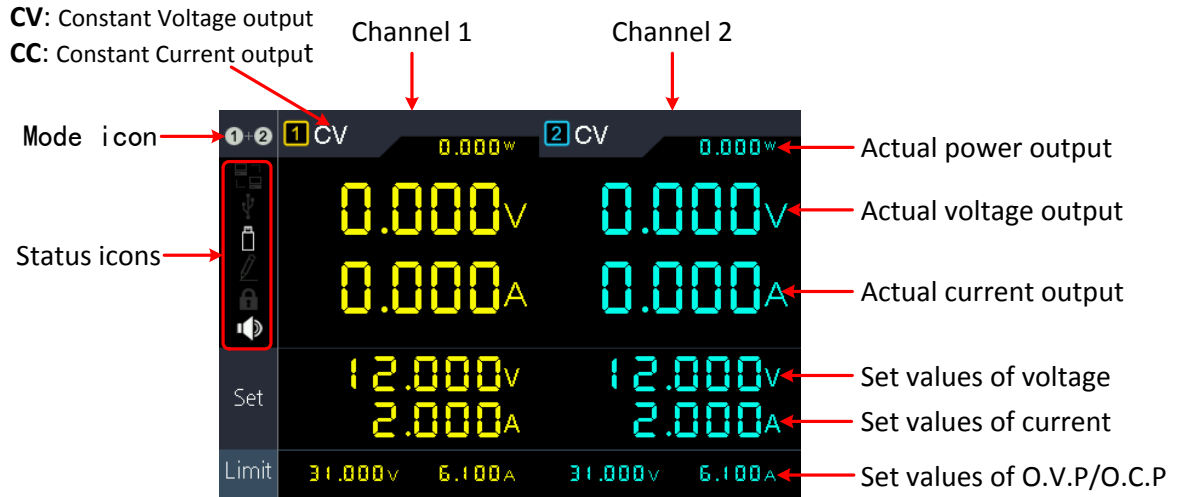 CV: Constant Voltage output
CC: Constant Current output
Channel 1
Channel 2
Mode icon
1+2
1 CV
0.000W
2 CV
0.000W
Actual power output
0.000V
0.000V
Actual voltage output
Status icons
0.000A
0.000A
Actual current output
Set
12.000V
12.000V
Set values of voltage
2.000A
2.000A
Set values of current
Limit
31.000V
6.100A
31.000V
6.100A
Set values of O.V.P/O.C.P